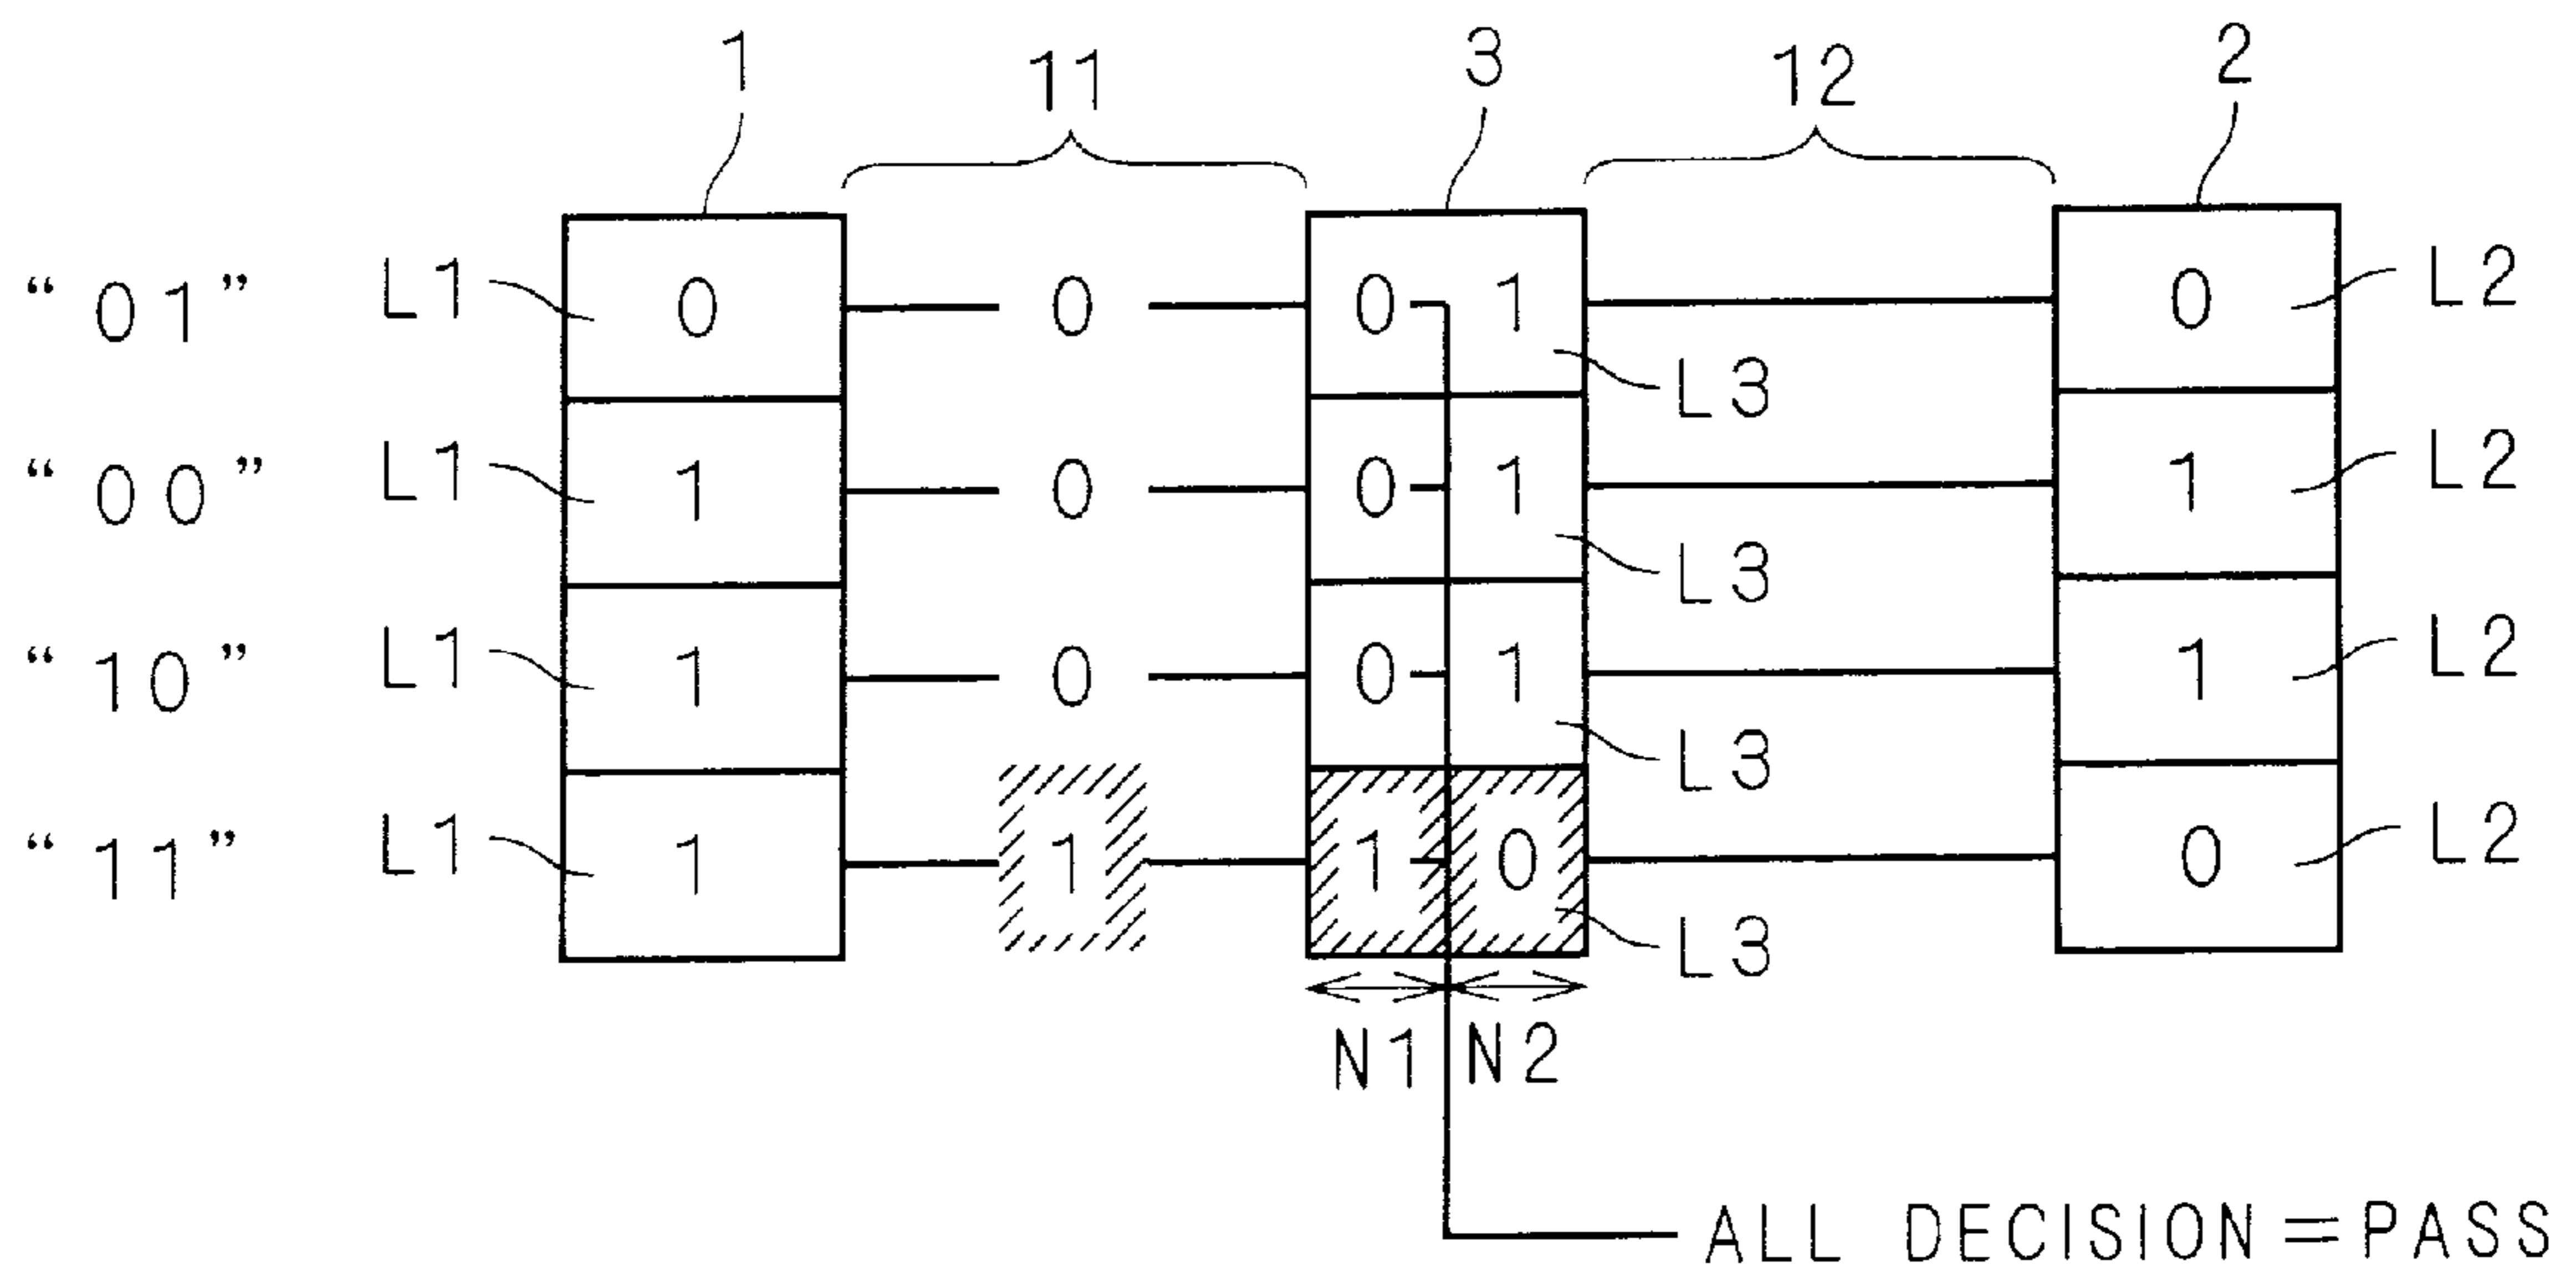 1 11 3 12 2
“01” L1 0 0 0 1 L3 0 L2
“00” L1 1 0 0 1 L3 1 L2
“10” L1 1 0 0 1 L3 1 L2
“11” L1 1 1 1 0 L3 0 L2
N1 N2
ALL DECISION=PASS